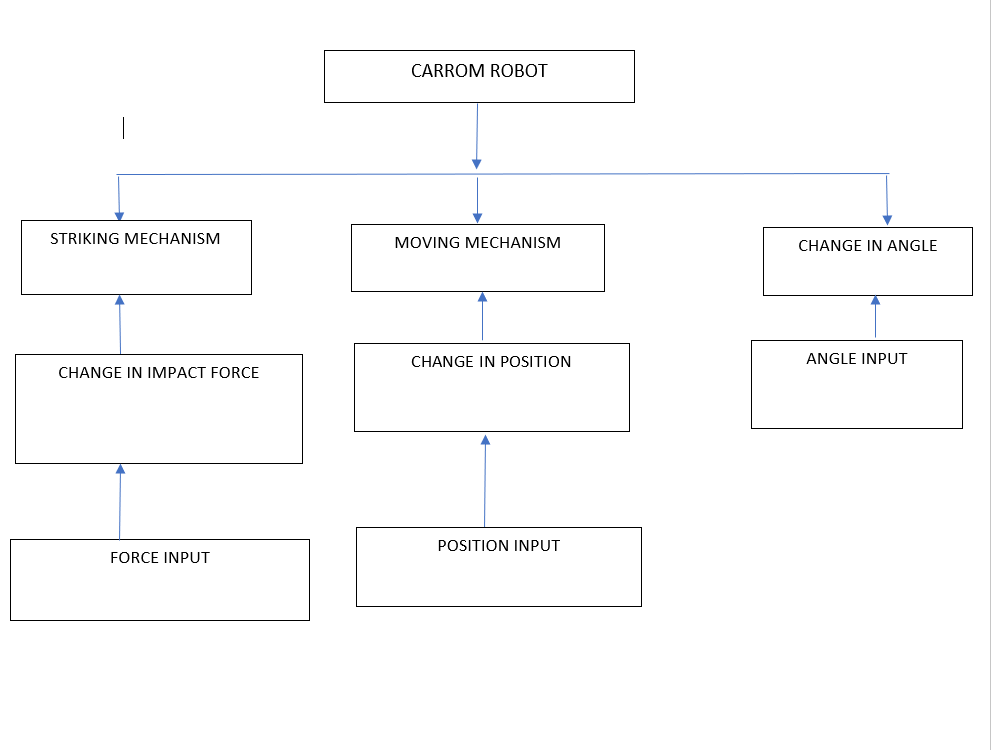 CARROM ROBOT
STRIKING MECHANISM
MOVING MECHANISM
CHANGE IN ANGLE
CHANGE IN IMPACT FORCE
CHANGE IN POSITION
ANGLE INPUT
FORCE INPUT
POSITION INPUT